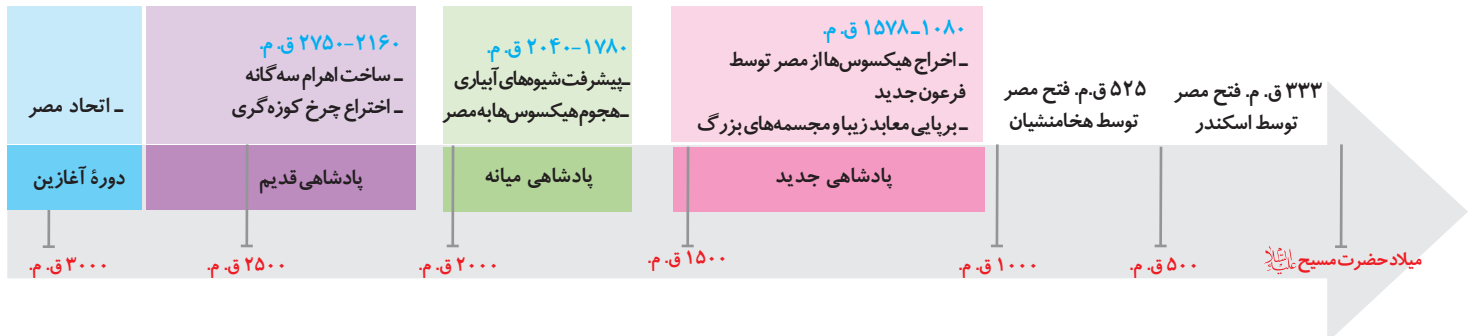 ـ اتحاد مصر
دورهٔ آغازین
۲۷۵۰-۲۱۶۰ ق. م.
ـ ساخت اهرام سه گانه
ـ اختراع چرخ کوزه گری
پادشاهی قدیم
۲۰۴۰-۱۷۸۰ ق. م.
ـ پیشرفت شیوه های آبیاری
ـ هجوم هیکسوس ها به مصر
پادشاهی میانه
۱۵۷۸ـ۱۰۸۰ ق. م.
ـ اخراج هیکسوس ها از مصر توسط
فرعون جدید
ـ برپایی معابد زیبا و مجسمه های بزرگ
پادشاهی جدید
۵۲۵ ق.م. فتح مصر
توسط هخامنشیان
۳۳۳ ق. م. فتح مصر
توسط اسکندر
۳۰۰۰ ق. م.
۲۵۰۰ ق. م.
۲۰۰۰ ق. م.
۱۵۰۰ ق. م.
۱۰۰۰ ق. م.
۵۰۰ ق. م.
میلاد حضرت مسیح علیه السلام